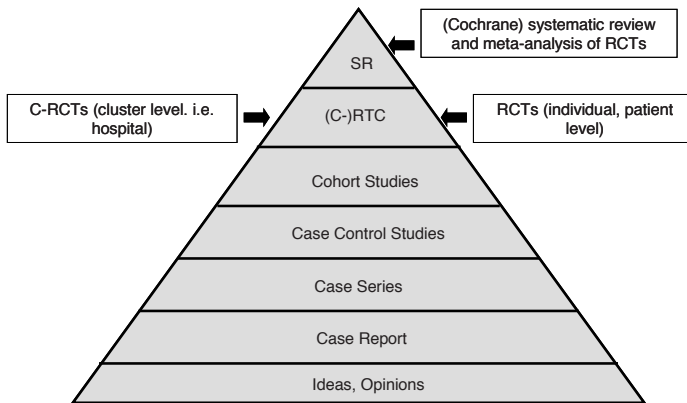 (Cochrane) systematic review
and meta-analysis of RCTs
SR
C-RCTs (cluster level. i.e.
hospital)
(C-)RTC
RCTs (individual, patient
level)
Cohort Studies
Case Control Studies
Case Series
Case Report
Ideas, Opinions